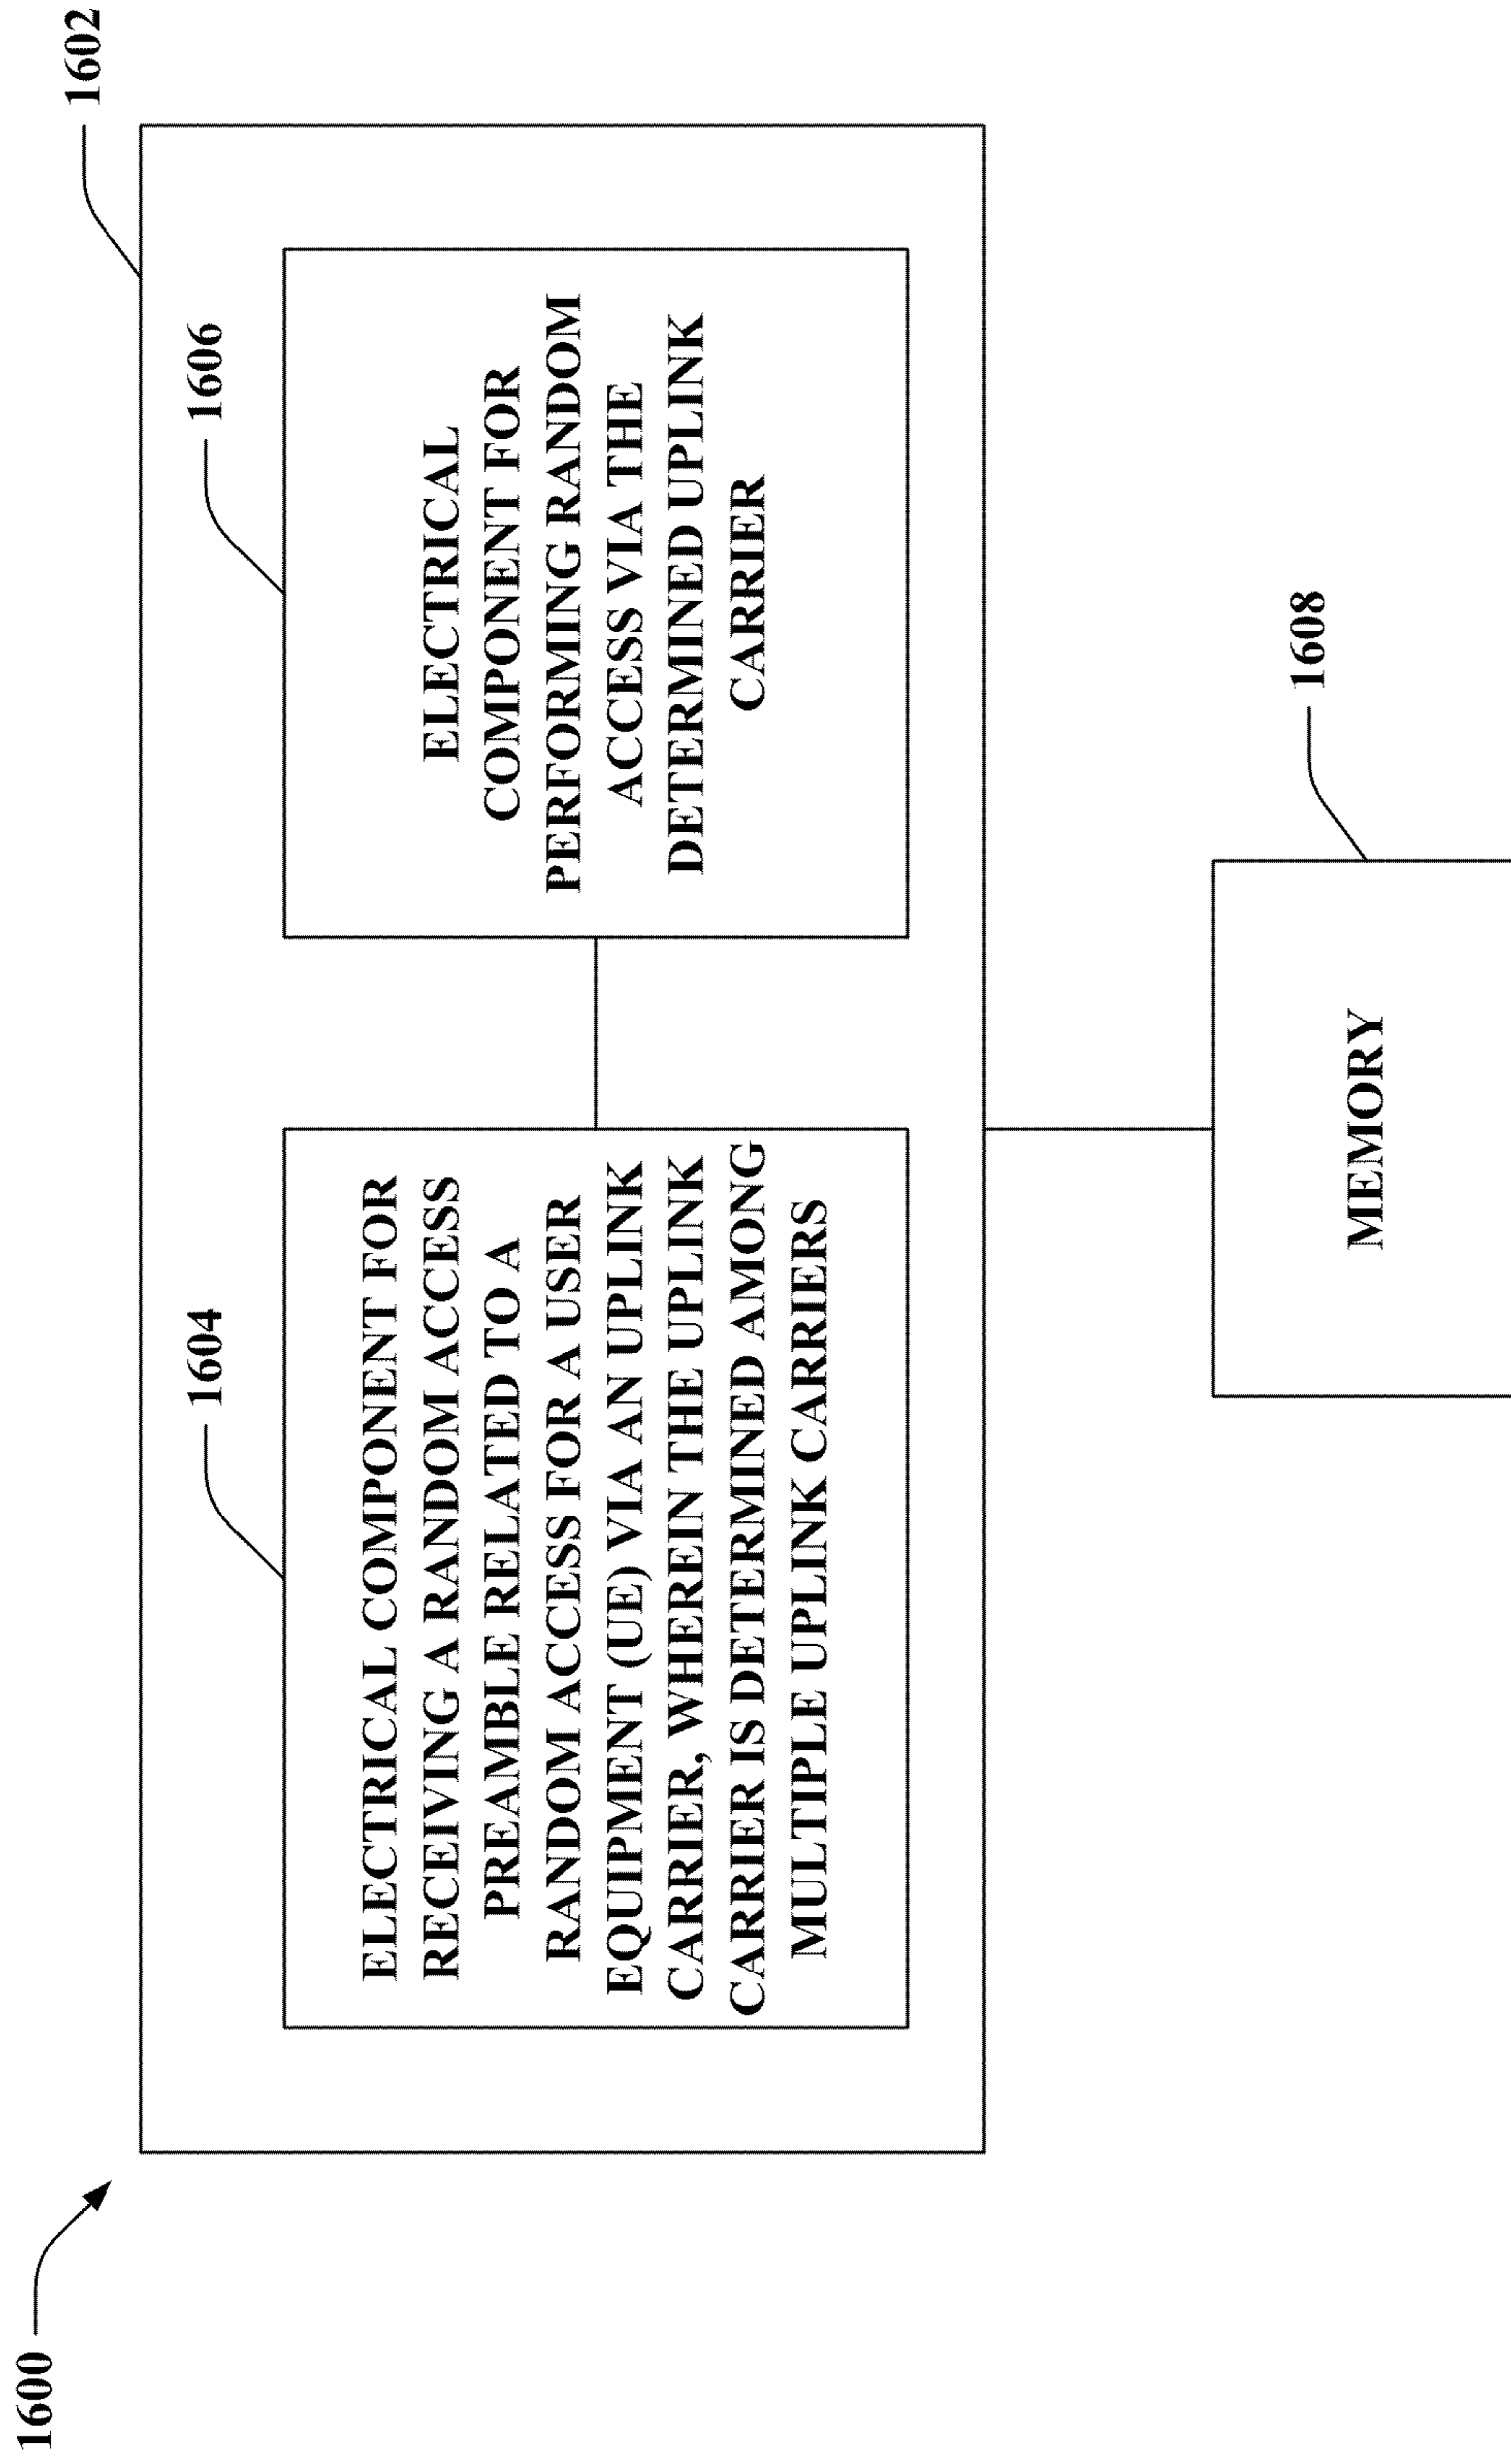 1600
1602
1604
ELECTRICAL COMPONENT FOR
RECEIVING A RANDOM ACCESS
PREAMBLE RELATED TO A
RANDOM ACCESS FOR A USER
EQUIPMENT (UE) VIA AN UPLINK
CARRIER, WHEREIN THE UPLINK
CARRIER IS DETERMINED AMONG
MULTIPLE UPLINK CARRIERS
1606
ELECTRICAL
COMPONENT FOR
PERFORMING RANDOM
ACCESS VIA THE
DETERMINED UPLINK
CARRIER
1608
MEMORY